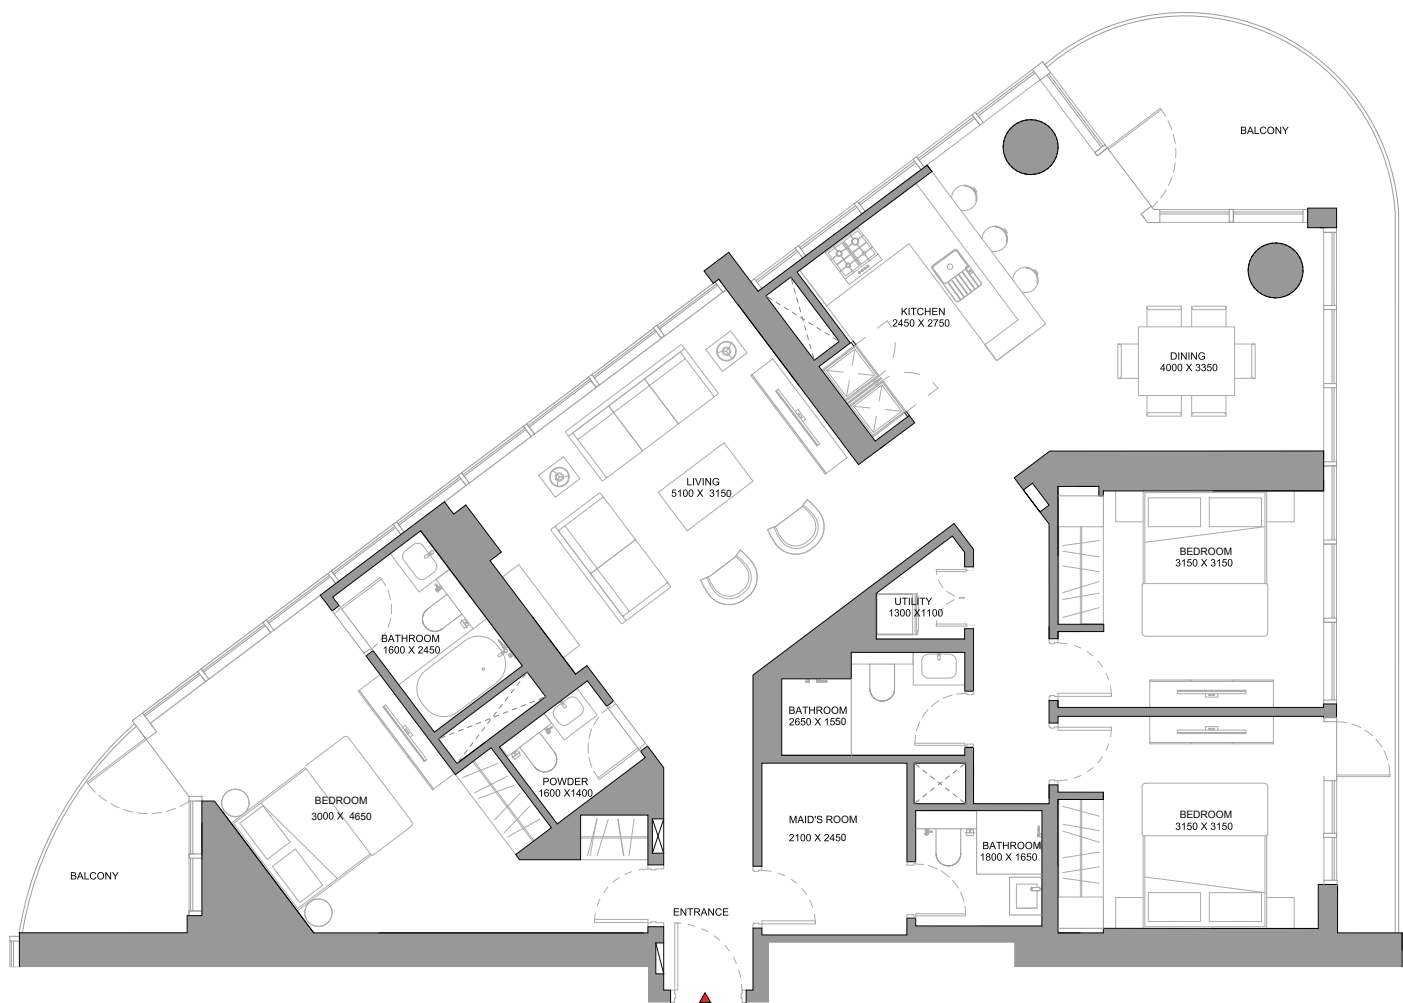 BALCONY
KITCHEN
2450 X 2750
DINING
4000 X 3350
LIVING
5100 X  3150
BEDROOM
3150 X 3150
UTILITY
1300 X1100
BATHROOM
1600 X 2450
BATHROOM
2650 X 1550
POWDER
1600 X1400
BEDROOM
3000 X  4650
MAID'S ROOM
2100 X 2450
BEDROOM
3150 X 3150
BATHROOM
1800 X 1650
BALCONY
ENTRANCE